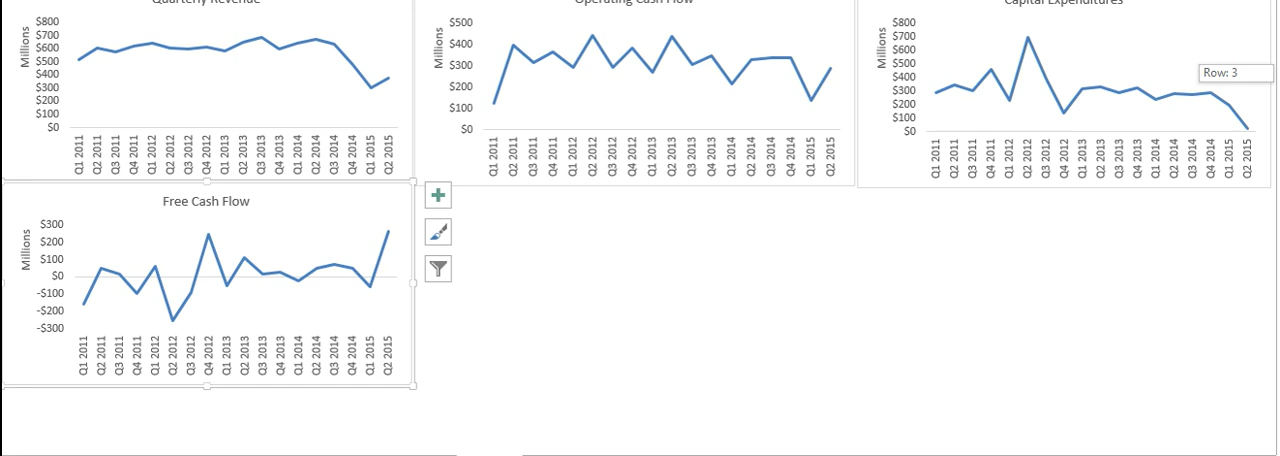 Quarterly Revenue
Millions
$800
$700
$600
$500
$400
$300
$200
$100
$0
Q1 2011
Q2 2011
Q3 2011
Q4 2011
Q1 2012
Q2 2012
Q3 2012
Q4 2012
Q1 2013
Q2 2013
Q3 2013
Q4 2013
Q1 2014
Q2 2014
Q3 2014
Q4 2014
Q1 2015
Q2 2015
Operating Cash Flow
Millions
$500
$400
$300
$200
$100
$0
Q1 2011
Q2 2011
Q3 2011
Q4 2011
Q1 2012
Q2 2012
Q3 2012
Q4 2012
Q1 2013
Q2 2013
Q3 2013
Q4 2013
Q1 2014
Q2 2014
Q3 2014
Q4 2014
Q1 2015
Q2 2015
Capital Expenditures
Millions
$800
$700
$600
$500
$400
$300
$200
$100
$0
Q1 2011
Q2 2011
Q3 2011
Q4 2011
Q1 2012
Q2 2012
Q3 2012
Q4 2012
Q1 2013
Q2 2013
Q3 2013
Q4 2013
Q1 2014
Q2 2014
Q3 2014
Q4 2014
Q1 2015
Q2 2015
Row: 3
Free Cash Flow
Millions
$300
$200
$100
$0
-$100
-$200
-$300
Q1 2011
Q2 2011
Q3 2011
Q4 2011
Q1 2012
Q2 2012
Q3 2012
Q4 2012
Q1 2013
Q2 2013
Q3 2013
Q4 2013
Q1 2014
Q2 2014
Q3 2014
Q4 2014
Q1 2015
Q2 2015